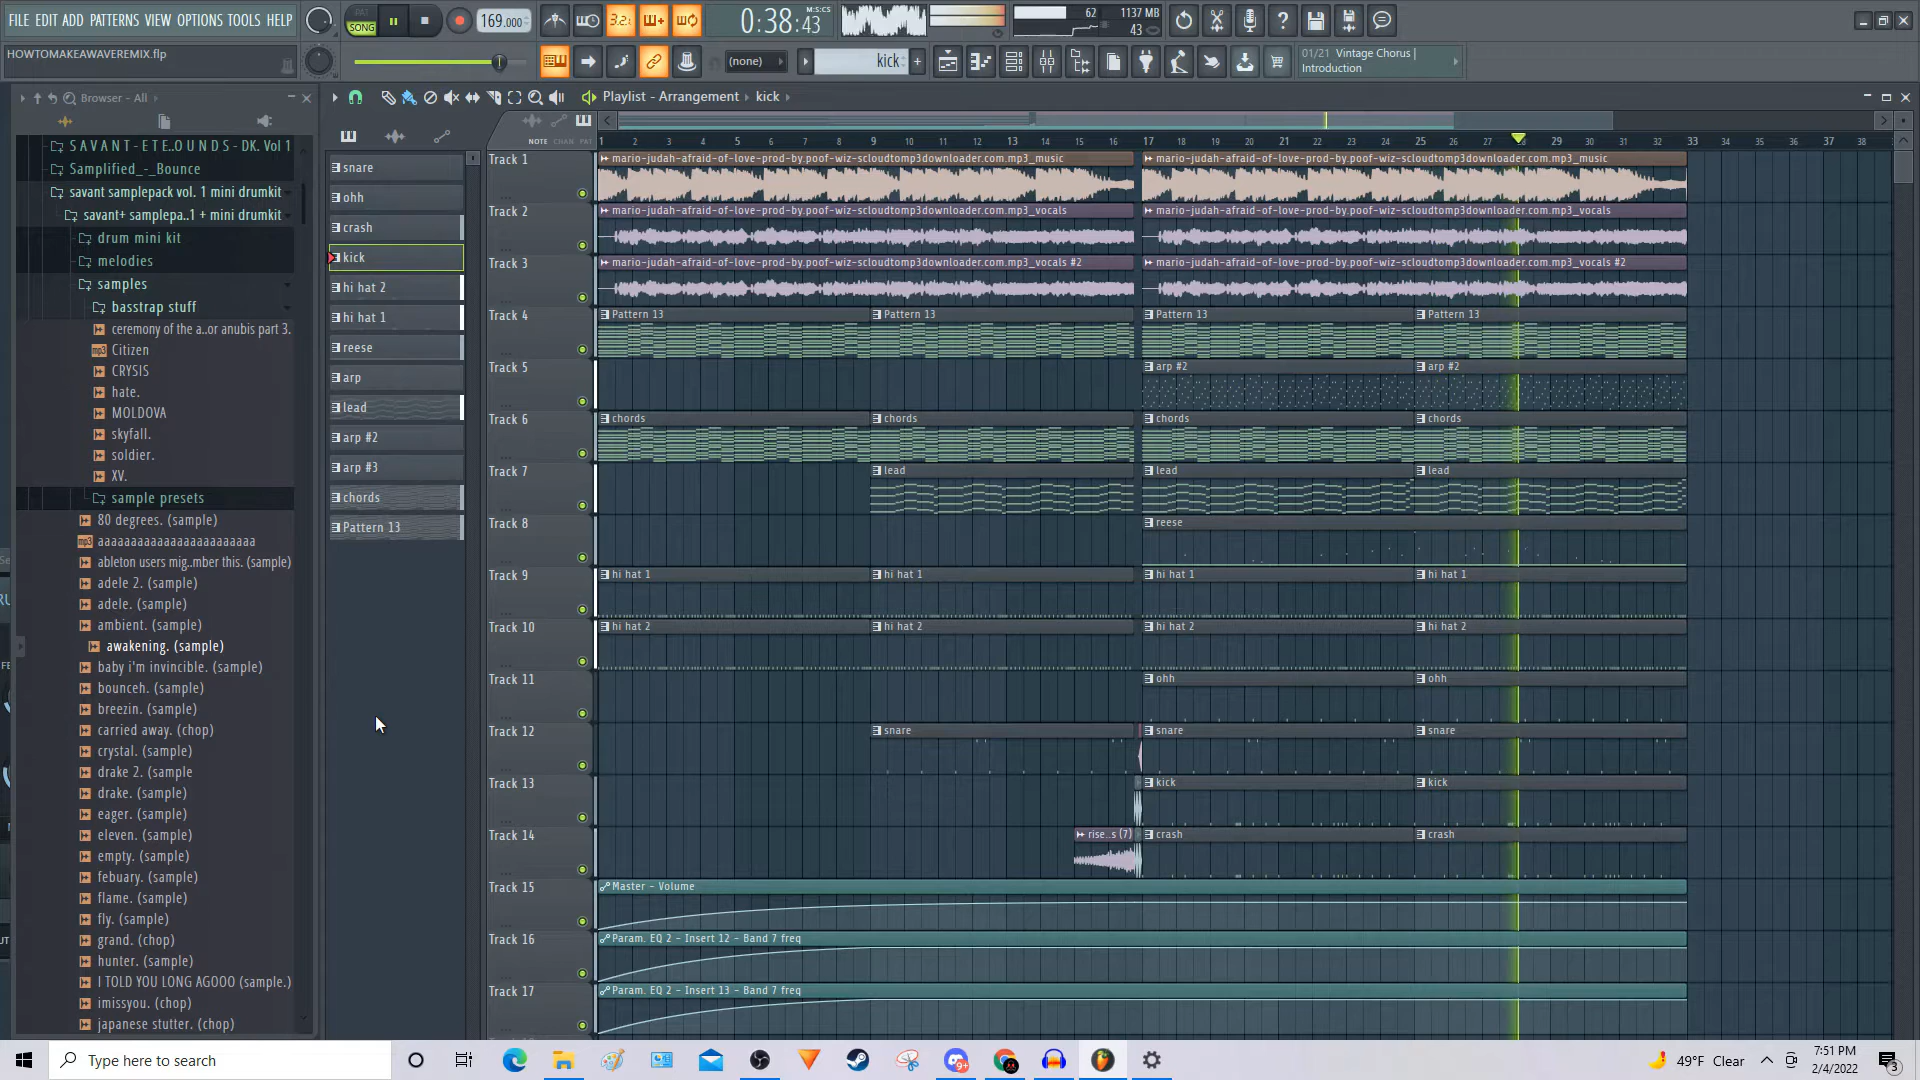 FILE EDIT ADD PATTERNS VIEW OPTIONS TOOLS HELP
PAT
SONG
169.000
3.2.
0:38:43
M:S:CS
62
1137 MB
43
HOWTOMAKEAWAVEREMIX.flp
(none)
kick
01/21 Vintage Chorus |
Introduction
Browser - All
Playlist - Arrangement
kick
NOTE CHAN PAT
1 2 3 4 5 6 7 8 9 10 11 12 13 14 15 16 17 18 19 20 21 22 23 24 25 26 27 28 29 30 31 32 33 34 35 36 37 38
S A V A N T - E T E..O U N D S - DK. Vol 1
Samplified_-_Bounce
savant samplepack vol. 1 mini drumkit
savant+ samplepa..1 + mini drumkit
drum mini kit
melodies
samples
basstrap stuff
ceremony of the a..or anubis part 3.
Citizen
CRYSIS
hate.
MOLDOVA
skyfall.
soldier.
XV.
sample presets
80 degrees. (sample)
aaaaaaaaaaaaaaaaaaaaaaaa
ableton users mig..mber this. (sample)
adele 2. (sample)
adele. (sample)
ambient. (sample)
awakening. (sample)
baby i'm invincible. (sample)
bounceh. (sample)
breezin. (sample)
carried away. (chop)
crystal. (sample)
drake 2. (sample
drake. (sample)
eager. (sample)
eleven. (sample)
empty. (sample)
febuary. (sample)
flame. (sample)
fly. (sample)
grand. (chop)
hunter. (sample)
I TOLD YOU LONG AGOOO (sample.)
imissyou. (chop)
japanese stutter. (chop)
snare
ohh
crash
kick
hi hat 2
hi hat 1
reese
arp
lead
arp #2
arp #3
chords
Pattern 13
Track 1
mario-judah-afraid-of-love-prod-by.poof-wiz-scloudtomp3downloader.com.mp3_music
mario-judah-afraid-of-love-prod-by.poof-wiz-scloudtomp3downloader.com.mp3_music
Track 2
mario-judah-afraid-of-love-prod-by.poof-wiz-scloudtomp3downloader.com.mp3_vocals
mario-judah-afraid-of-love-prod-by.poof-wiz-scloudtomp3downloader.com.mp3_vocals
Track 3
mario-judah-afraid-of-love-prod-by.poof-wiz-scloudtomp3downloader.com.mp3_vocals #2
mario-judah-afraid-of-love-prod-by.poof-wiz-scloudtomp3downloader.com.mp3_vocals #2
Track 4
Pattern 13
Pattern 13
Pattern 13
Pattern 13
Track 5
arp #2
arp #2
Track 6
chords
chords
chords
chords
Track 7
lead
lead
lead
Track 8
reese
Track 9
hi hat 1
hi hat 1
hi hat 1
hi hat 1
Track 10
hi hat 2
hi hat 2
hi hat 2
hi hat 2
Track 11
ohh
ohh
Track 12
snare
snare
snare
Track 13
kick
kick
Track 14
rise..s (7)
crash
crash
Track 15
Master - Volume
Track 16
Param. EQ 2 - Insert 12 - Band 7 freq
Track 17
Param. EQ 2 - Insert 13 - Band 7 freq
Type here to search
9+
49°F Clear
7:51 PM
2/4/2022
3